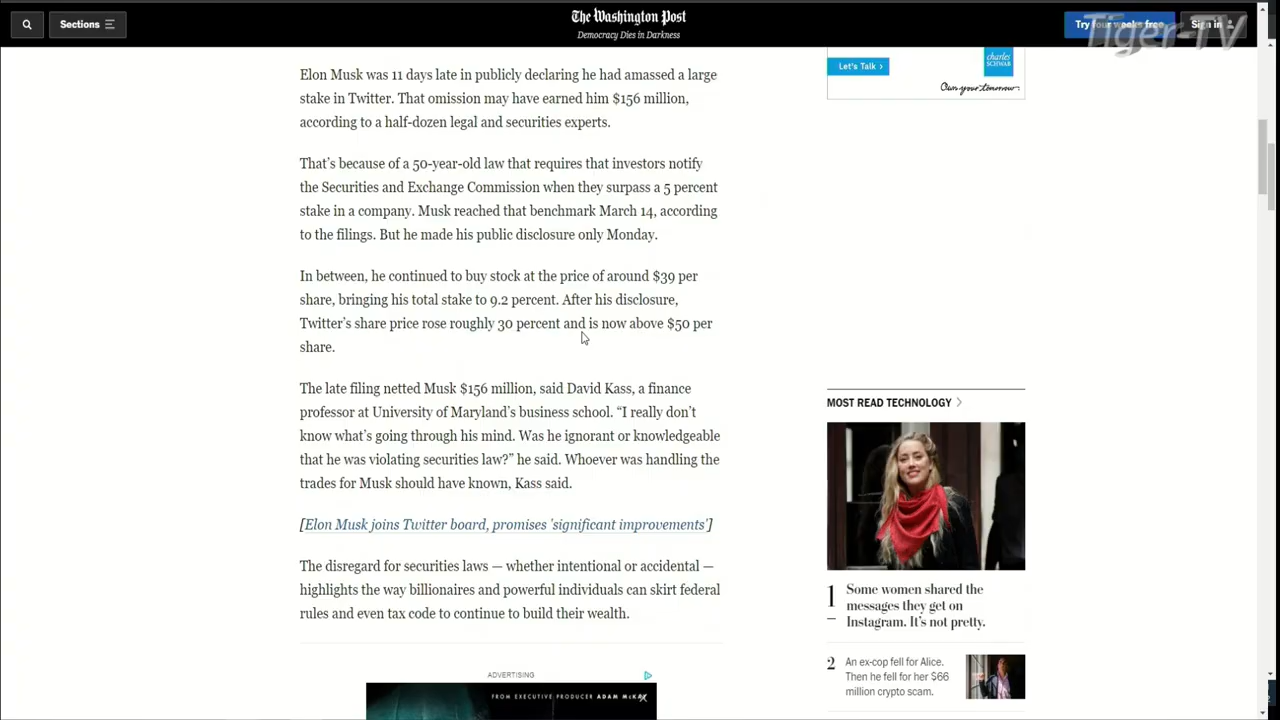 Sections
The Washington Post
Democracy Dies in Darkness
Try four weeks free
Sign in
Tiger-TV
Elon Musk was 11 days late in publicly declaring he had amassed a large
stake in Twitter. That omission may have earned him $156 million,
according to a half-dozen legal and securities experts.
That's because of a 50-year-old law that requires that investors notify
the Securities and Exchange Commission when they surpass a 5 percent
stake in a company. Musk reached that benchmark March 14, according
to the filings. But he made his public disclosure only Monday.
In between, he continued to buy stock at the price of around $39 per
share, bringing his total stake to 9.2 percent. After his disclosure,
Twitter's share price rose roughly 30 percent and is now above $50 per
share.
The late filing netted Musk $156 million, said David Kass, a finance
professor at University of Maryland's business school. “I really don't
know what's going through his mind. Was he ignorant or knowledgeable
that he was violating securities law?” he said. Whoever was handling the
trades for Musk should have known, Kass said.
[Elon Musk joins Twitter board, promises 'significant improvements']
The disregard for securities laws — whether intentional or accidental —
highlights the way billionaires and powerful individuals can skirt federal
rules and even tax code to continue to build their wealth.
ADVERTISING
FROM EXECUTIVE PRODUCER ADAM McKAY
Let's Talk ›
charles
SCHWAB
Own your tomorrow.
MOST READ TECHNOLOGY
1
Some women shared the
messages they get on
Instagram. It's not pretty.
2
An ex-cop fell for Alice.
Then he fell for her $66
million crypto scam.